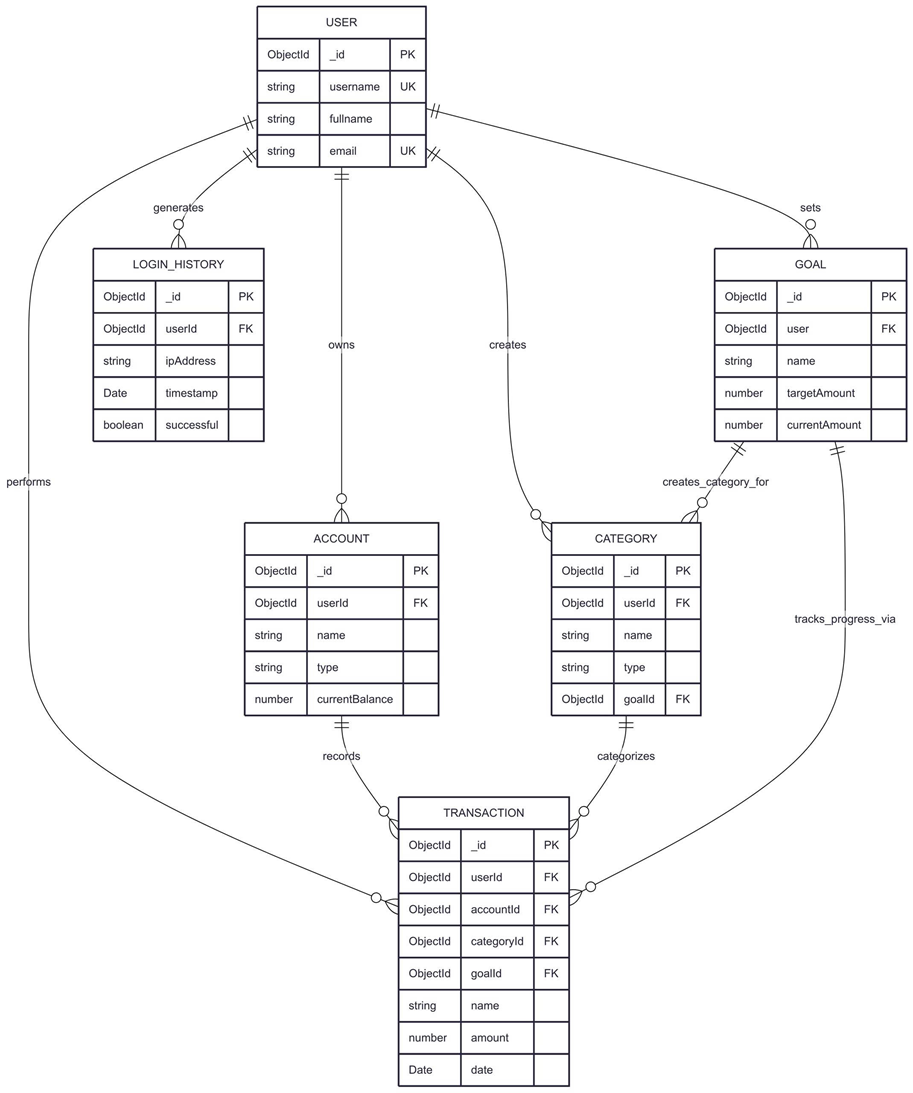 USER
ObjectId _id PK
string username UK
string fullname
string email UK
generates
sets
LOGIN_HISTORY
ObjectId _id PK
ObjectId userId FK
string ipAddress
Date timestamp
boolean successful
GOAL
ObjectId _id PK
ObjectId user FK
string name
number targetAmount
number currentAmount
owns
creates
performs
creates_category_for
ACCOUNT
ObjectId _id PK
ObjectId userId FK
string name
string type
number currentBalance
CATEGORY
ObjectId _id PK
ObjectId userId FK
string name
string type
ObjectId goalId FK
tracks_progress_via
records
categorizes
TRANSACTION
ObjectId _id PK
ObjectId userId FK
ObjectId accountId FK
ObjectId categoryId FK
ObjectId goalId FK
string name
number amount
Date date